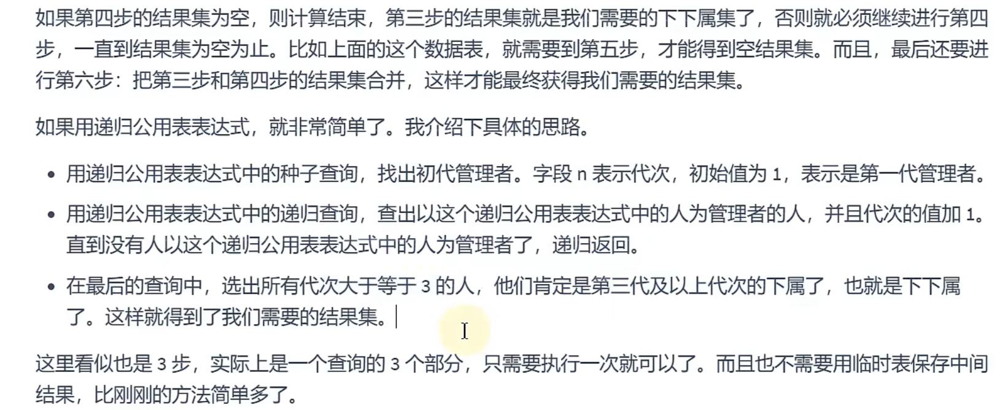 如果第四步的结果集为空，则计算结束，第三步的结果集就是我们需要的下下属集了，否则就必须继续进行第四
步，一直到结果集为空为止。比如上面的这个数据表，就需要到第五步，才能得到空结果集。而且，最后还要进
行第六步：把第三步和第四步的结果集合并，这样才能最终获得我们需要的结果集。
如果用递归公用表表达式，就非常简单了。我介绍下具体的思路。
• 用递归公用表表达式中的种子查询，找出初代管理者。字段 n 表示代次，初始值为 1，表示是第一代管理者。
• 用递归公用表表达式中的递归查询，查出以这个递归公用表表达式中的人为管理者的人，并且代次的值加 1。
直到没有人以这个递归公用表表达式中的人为管理者了，递归返回。
• 在最后的查询中，选出所有代次大于等于 3 的人，他们肯定是第三代及以上代次的下属了，也就是下下属
了。这样就得到了我们需要的结果集。
这里看似也是 3 步，实际上是一个查询的 3 个部分，只需要执行一次就可以了。而且也不需要用临时表保存中间
结果，比刚刚的方法简单多了。